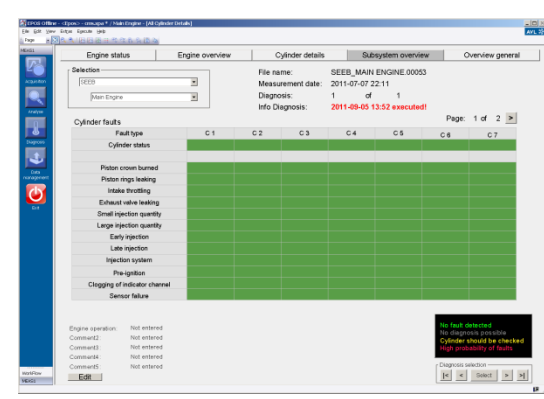 File Edit View Extras Execute Help
AVL
Page
MEXXS
Engine status Engine overview Cylinder details Subsystem overview Overview general
Acquisition
Analysis
Diagnosis
Data
management
Exit
Selection
SEEB
Main Engine
File name: SEEB_MAIN ENGINE.00053
Measurement date: 2011-07-07 22:11
Diagnosis: 1 of 1
Info Diagnosis: 2011-09-05 13:52 executed!
Page: 1 of 2 >
Cylinder faults
Fault type C 1 C 2 C 3 C 4 C 5 C 6 C 7
Cylinder status
Piston crown burned
Piston rings leaking
Intake throttling
Exhaust valve leaking
Small injection quantity
Large injection quantity
Early injection
Late injection
Injection system
Pre-ignition
Clogging of indicator channel
Sensor failure
Engine operation: Not entered
Comment2: Not entered
Comment3: Not entered
Comment4: Not entered
Comment5: Not entered
Edit
No fault detected
No diagnosis possible
Cylinder should be checked
High probability of faults
Diagnosis selection
|< < Select > >|
Workflow